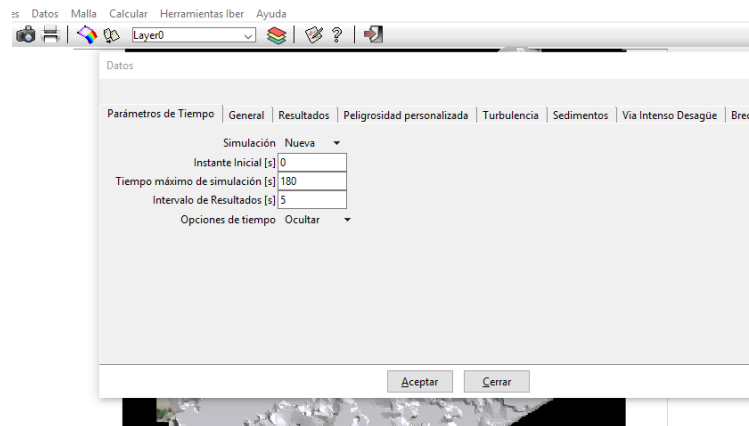 es Datos Malla Calcular Herramientas Iber Ayuda
Layer0
Datos
Parámetros de Tiempo General Resultados Peligrosidad personalizada Turbulencia Sedimentos Via Intenso Desagüe Brec
Simulación Nueva
Instante Inicial [s] 0
Tiempo máximo de simulación [s] 180
Intervalo de Resultados [s] 5
Opciones de tiempo Ocultar
Aceptar Cerrar